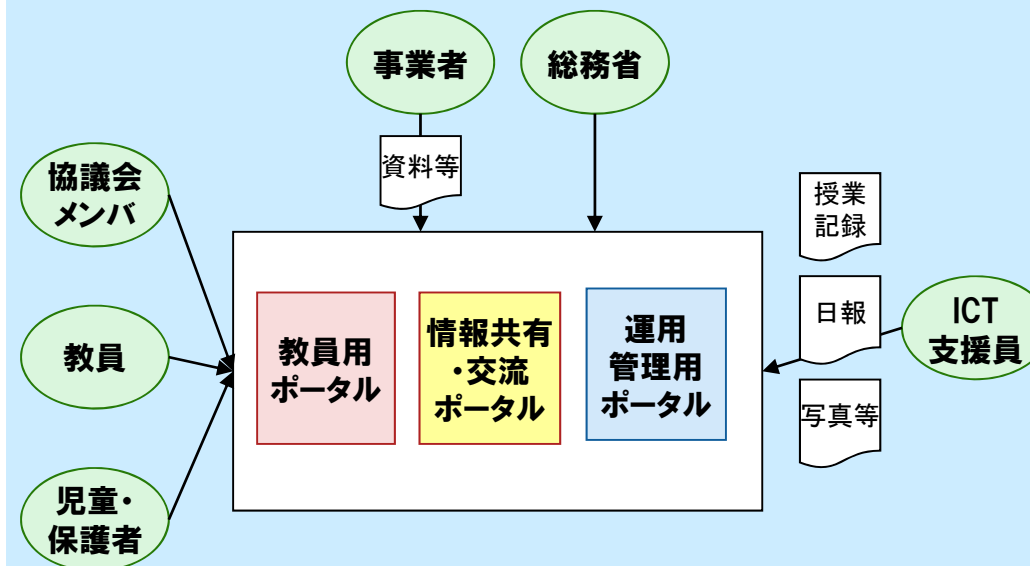 事業者
総務省
資料等
協議会
メンバ
授業
記録
教員
教員用
ポータル
情報共有
・交流
ポータル
運用
管理用
ポータル
日報
ICT
支援員
写真等
児童・
保護者